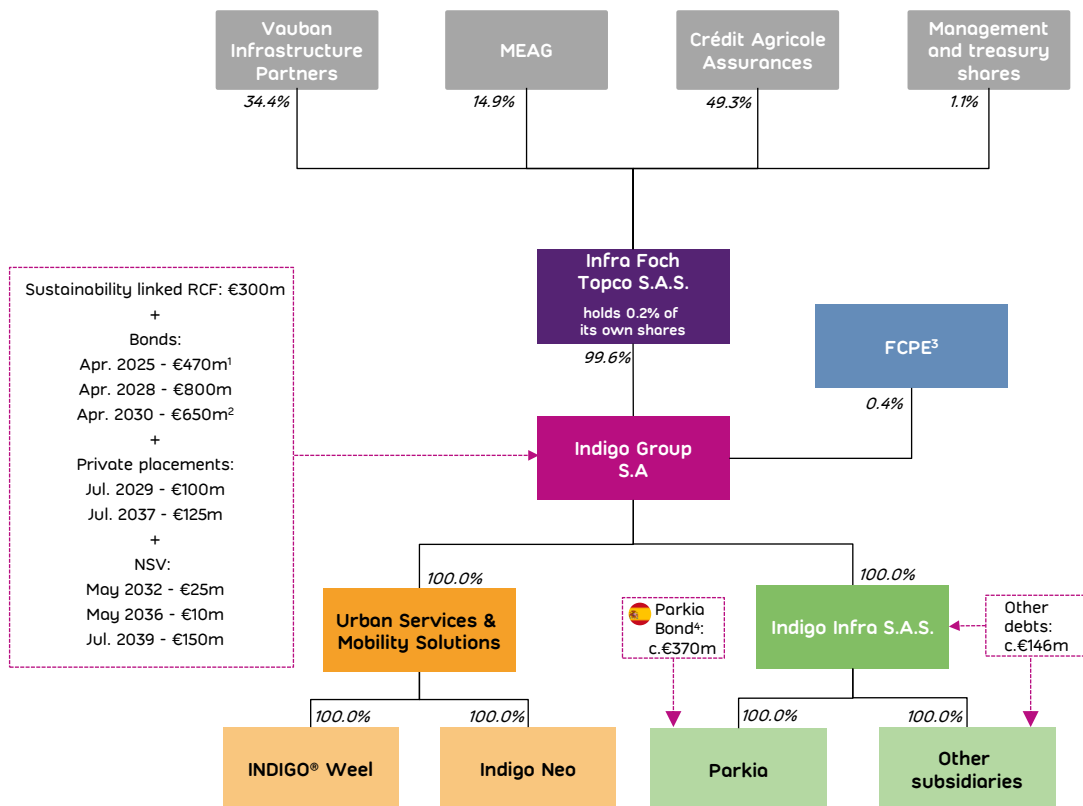 Vauban
Infrastructure
Partners
MEAG
Crédit Agricole
Assurances
Management
and treasury
shares
34.4%
14.9%
49.3%
1.1%
Infra Foch
Topco S.A.S.
holds 0.2% of
its own shares
99.6%
FCPE³
0.4%
Sustainability linked RCF: €300m
+
Bonds:
Apr. 2025 - €470m¹
Apr. 2028 - €800m
Apr. 2030 - €650m²
+
Private placements:
Jul. 2029 - €100m
Jul. 2037 - €125m
+
NSV:
May 2032 - €25m
May 2036 - €10m
Jul. 2039 - €150m
Indigo Group
S.A
100.0%
100.0%
Urban Services &
Mobility Solutions
Parkia
Bond⁴:
c.€370m
Indigo Infra S.A.S.
Other
debts:
c.€146m
100.0%
100.0%
100.0%
100.0%
INDIGO® Weel
Indigo Neo
Parkia
Other
subsidiaries